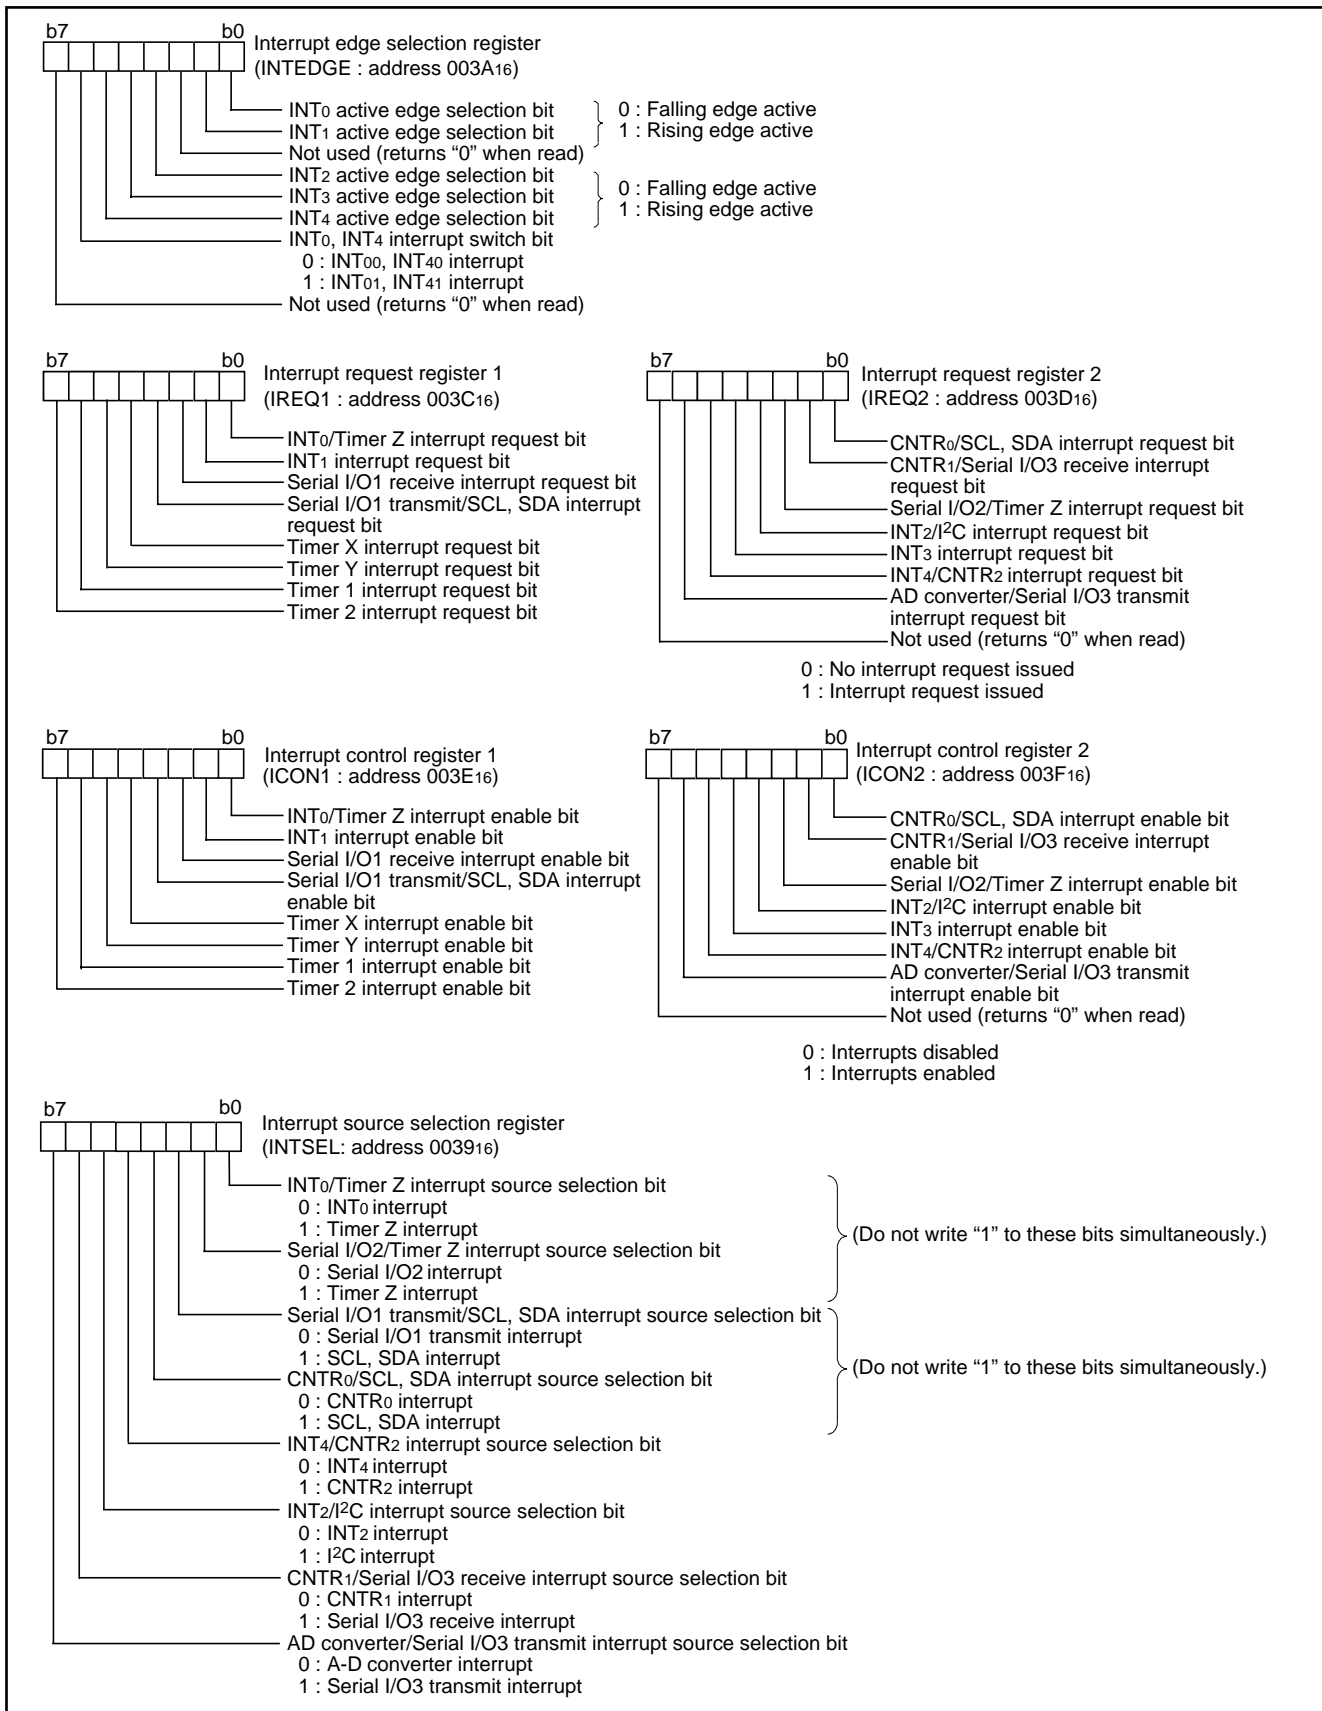 b7 b0
Interrupt edge selection register
(INTEDGE : address 003A16)
INT0 active edge selection bit
INT1 active edge selection bit
Not used (returns “0” when read)
0 : Falling edge active
1 : Rising edge active
INT2 active edge selection bit
INT3 active edge selection bit
INT4 active edge selection bit
0 : Falling edge active
1 : Rising edge active
INT0, INT4 interrupt switch bit
0 : INT00, INT40 interrupt
1 : INT01, INT41 interrupt
Not used (returns “0” when read)
b7 b0
Interrupt request register 1
(IREQ1 : address 003C16)
INT0/Timer Z interrupt request bit
INT1 interrupt request bit
Serial I/O1 receive interrupt request bit
Serial I/O1 transmit/SCL, SDA interrupt
request bit
Timer X interrupt request bit
Timer Y interrupt request bit
Timer 1 interrupt request bit
Timer 2 interrupt request bit
b7 b0
Interrupt request register 2
(IREQ2 : address 003D16)
CNTR0/SCL, SDA interrupt request bit
CNTR1/Serial I/O3 receive interrupt
request bit
Serial I/O2/Timer Z interrupt request bit
INT2/I2C interrupt request bit
INT3 interrupt request bit
INT4/CNTR2 interrupt request bit
AD converter/Serial I/O3 transmit
interrupt request bit
Not used (returns “0” when read)
0 : No interrupt request issued
1 : Interrupt request issued
b7 b0
Interrupt control register 1
(ICON1 : address 003E16)
INT0/Timer Z interrupt enable bit
INT1 interrupt enable bit
Serial I/O1 receive interrupt enable bit
Serial I/O1 transmit/SCL, SDA interrupt
enable bit
Timer X interrupt enable bit
Timer Y interrupt enable bit
Timer 1 interrupt enable bit
Timer 2 interrupt enable bit
b7 b0
Interrupt control register 2
(ICON2 : address 003F16)
CNTR0/SCL, SDA interrupt enable bit
CNTR1/Serial I/O3 receive interrupt
enable bit
Serial I/O2/Timer Z interrupt enable bit
INT2/I2C interrupt enable bit
INT3 interrupt enable bit
INT4/CNTR2 interrupt enable bit
AD converter/Serial I/O3 transmit
interrupt enable bit
Not used (returns “0” when read)
0 : Interrupts disabled
1 : Interrupts enabled
b7 b0
Interrupt source selection register
(INTSEL: address 003916)
INT0/Timer Z interrupt source selection bit
0 : INT0 interrupt
1 : Timer Z interrupt
Serial I/O2/Timer Z interrupt source selection bit
0 : Serial I/O2 interrupt
1 : Timer Z interrupt
(Do not write “1” to these bits simultaneously.)
Serial I/O1 transmit/SCL, SDA interrupt source selection bit
0 : Serial I/O1 transmit interrupt
1 : SCL, SDA interrupt
CNTR0/SCL, SDA interrupt source selection bit
0 : CNTR0 interrupt
1 : SCL, SDA interrupt
(Do not write “1” to these bits simultaneously.)
INT4/CNTR2 interrupt source selection bit
0 : INT4 interrupt
1 : CNTR2 interrupt
INT2/I2C interrupt source selection bit
0 : INT2 interrupt
1 : I2C interrupt
CNTR1/Serial I/O3 receive interrupt source selection bit
0 : CNTR1 interrupt
1 : Serial I/O3 receive interrupt
AD converter/Serial I/O3 transmit interrupt source selection bit
0 : A-D converter interrupt
1 : Serial I/O3 transmit interrupt